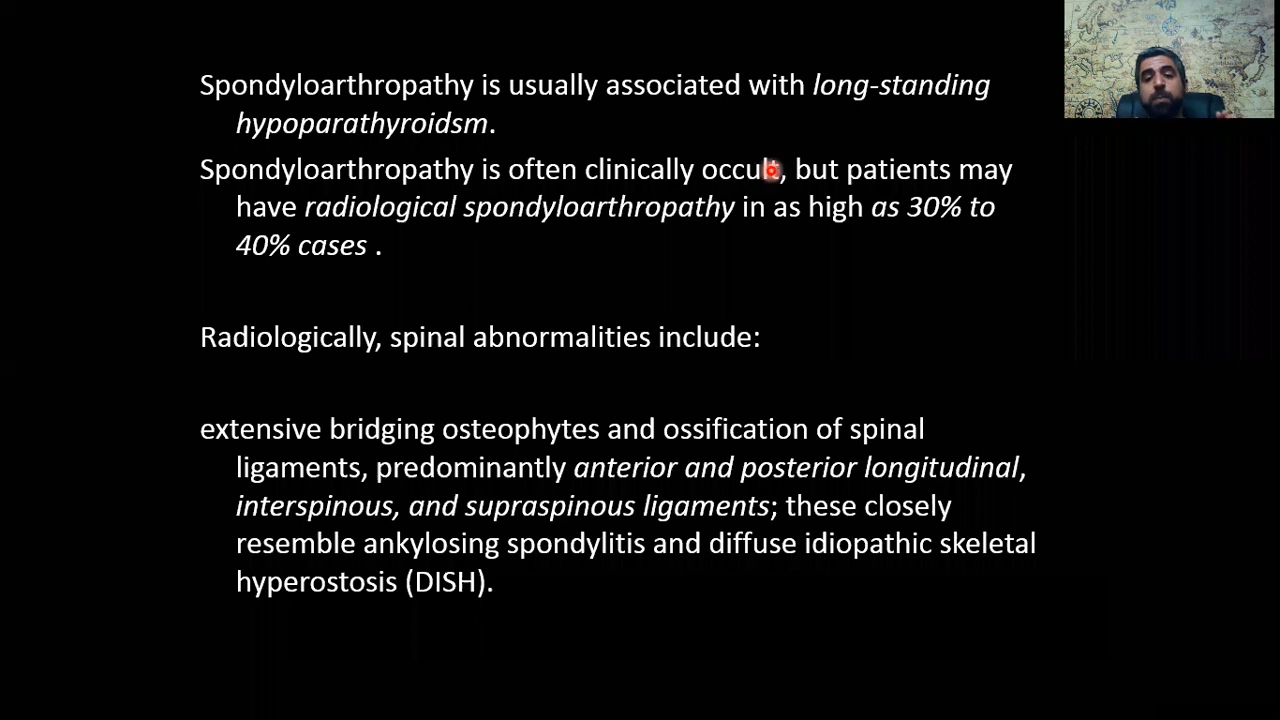 Spondyloarthropathy is usually associated with long-standing
hypoparathyroidsm.
Spondyloarthropathy is often clinically occult, but patients may
have radiological spondyloarthropathy in as high as 30% to
40% cases .
Radiologically, spinal abnormalities include:
extensive bridging osteophytes and ossification of spinal
ligaments, predominantly anterior and posterior longitudinal,
interspinous, and supraspinous ligaments; these closely
resemble ankylosing spondylitis and diffuse idiopathic skeletal
hyperostosis (DISH).